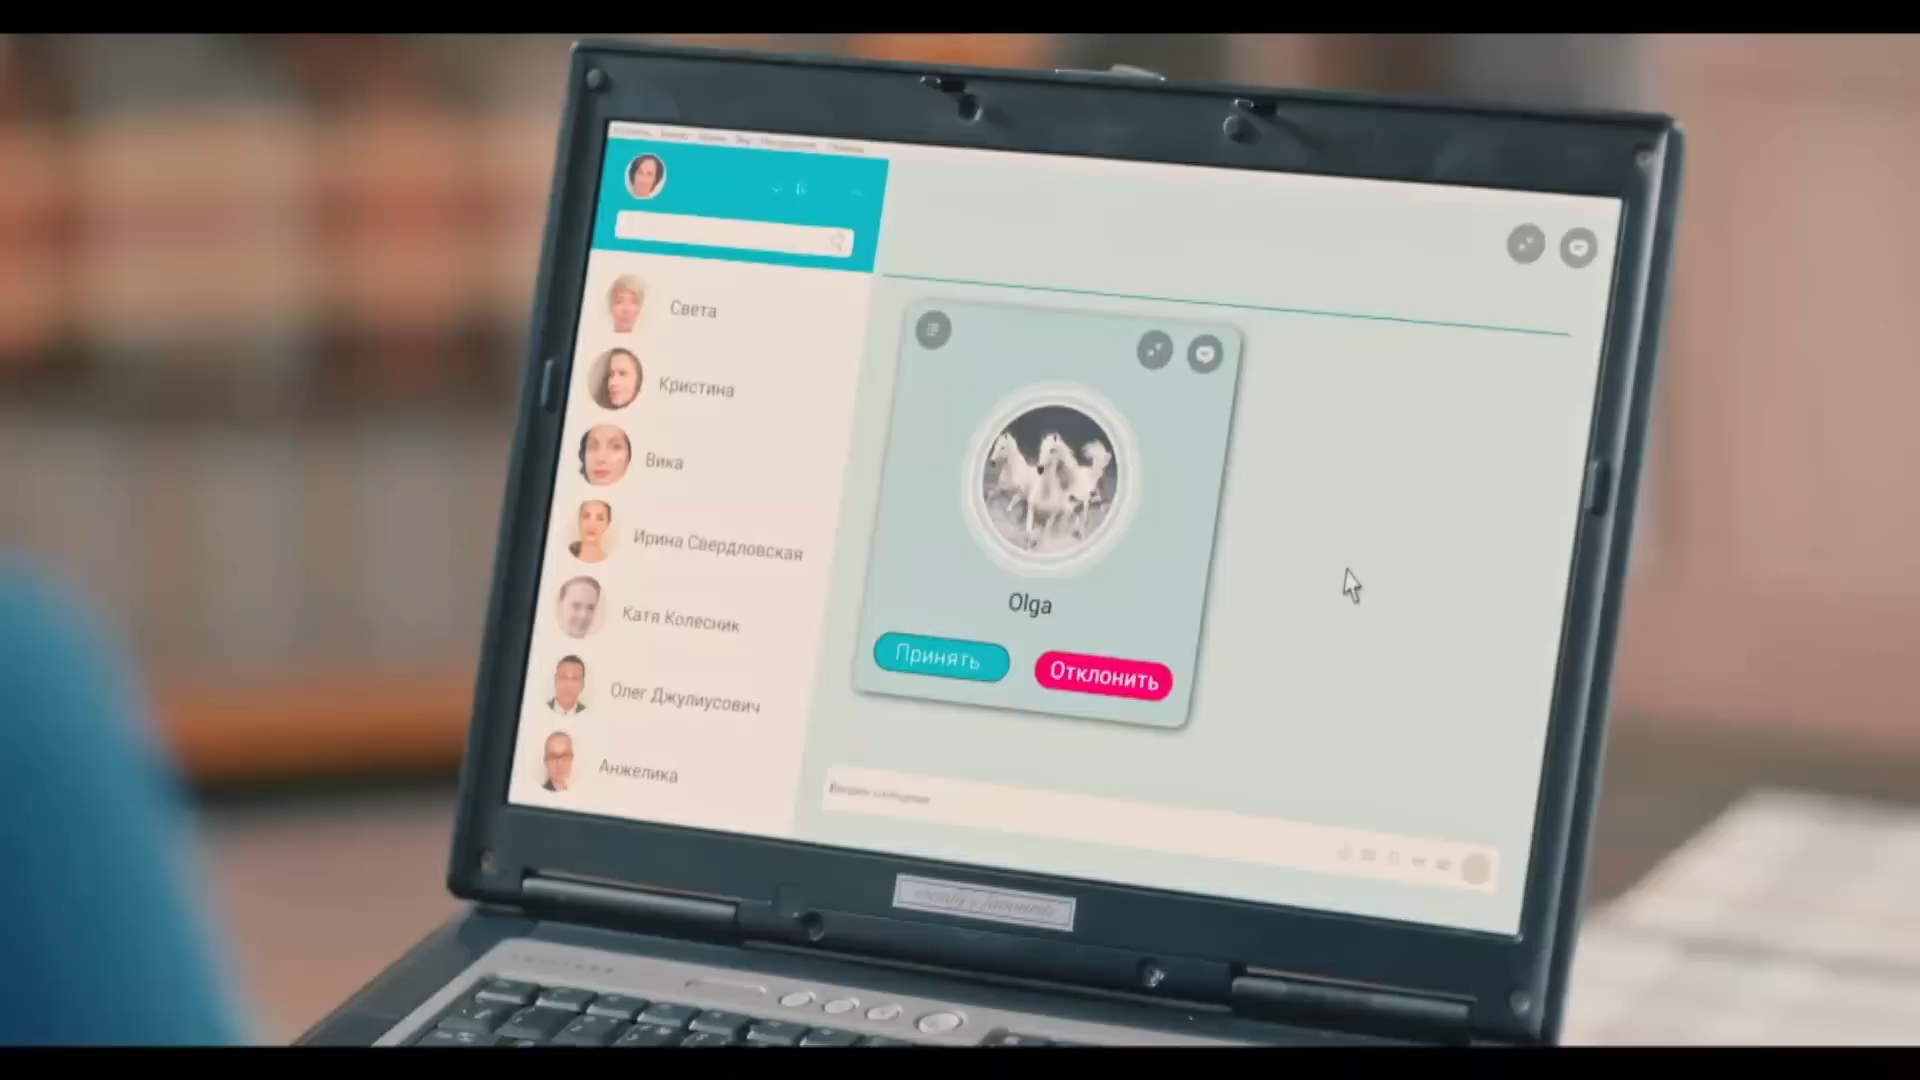 Света
Кристина
Вика
Ирина Свердловская
Катя Колесник
Олег Джулиусович
Анжелика
Olga
Принять
Отклонить